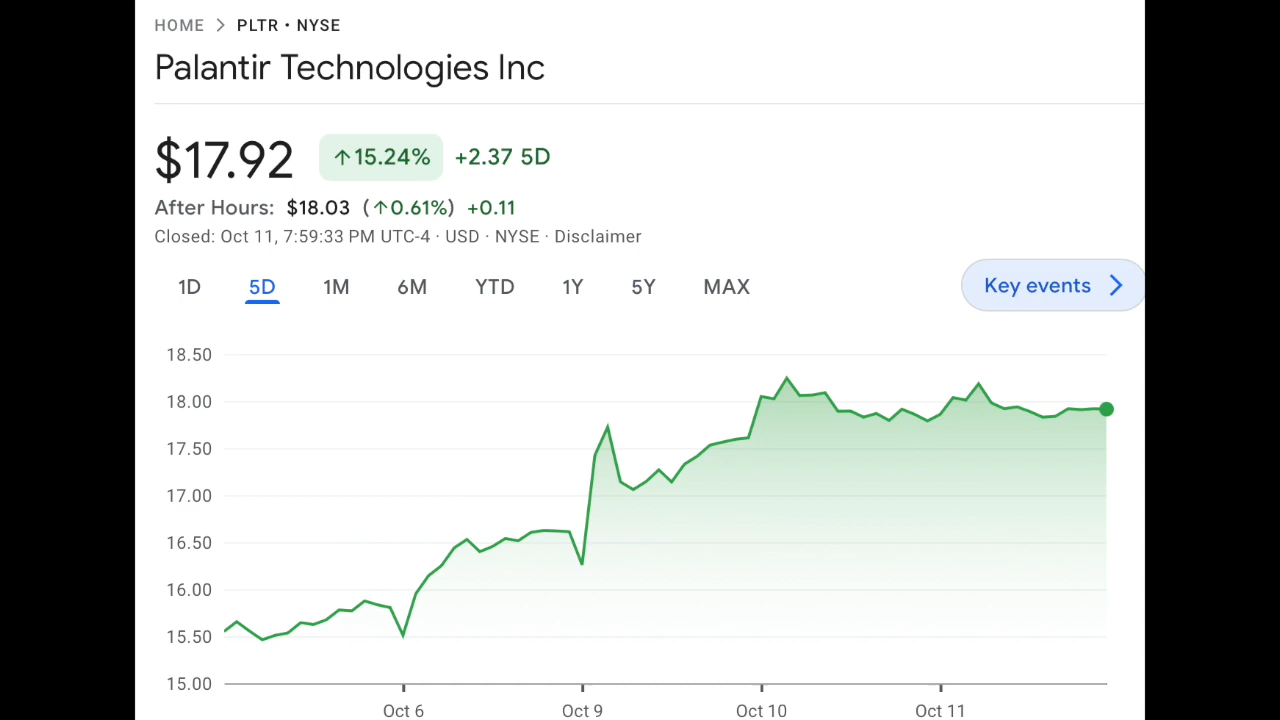 HOME > PLTR • NYSE
Palantir Technologies Inc
$17.92 ↑15.24% +2.37 5D
After Hours: $18.03 (↑0.61%) +0.11
Closed: Oct 11, 7:59:33 PM UTC-4 · USD · NYSE · Disclaimer
1D 5D 1M 6M YTD 1Y 5Y MAX Key events >
18.50
18.00
17.50
17.00
16.50
16.00
15.50
15.00
Oct 6 Oct 9 Oct 10 Oct 11